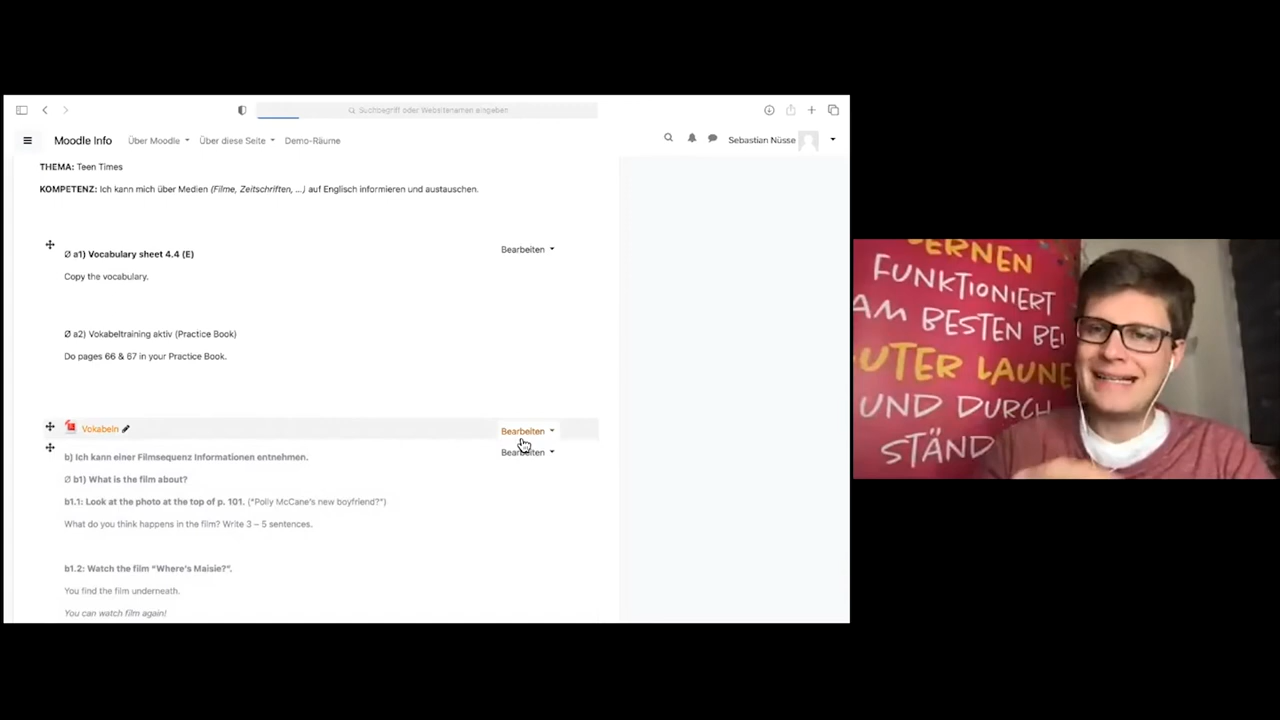 Suchbegriff oder Websitenamen eingeben
Moodle Info Über Moodle Über diese Seite Demo-Räume Sebastian Nüsse
THEMA: Teen Times
KOMPETENZ: Ich kann mich über Medien (Filme, Zeitschriften, ...) auf Englisch informieren und austauschen.
Bearbeiten
Ø a1) Vocabulary sheet 4.4 (E)
Copy the vocabulary.
Ø a2) Vokabeltraining aktiv (Practice Book)
Do pages 66 & 67 in your Practice Book.
Vokabeln Bearbeiten
Bearbeiten
b) Ich kann einer Filmsequenz Informationen entnehmen.
Ø b1) What is the film about?
b1.1: Look at the photo at the top of p. 101. ("Polly McCane's new boyfriend?")
What do you think happens in the film? Write 3 – 5 sentences.
b1.2: Watch the film "Where's Maisie?".
You find the film underneath.
You can watch film again!
ERNEN
FUNKTIONIERT
AM BESTEN BEI
GUTER LAUNE
UND DURCH
STÄND